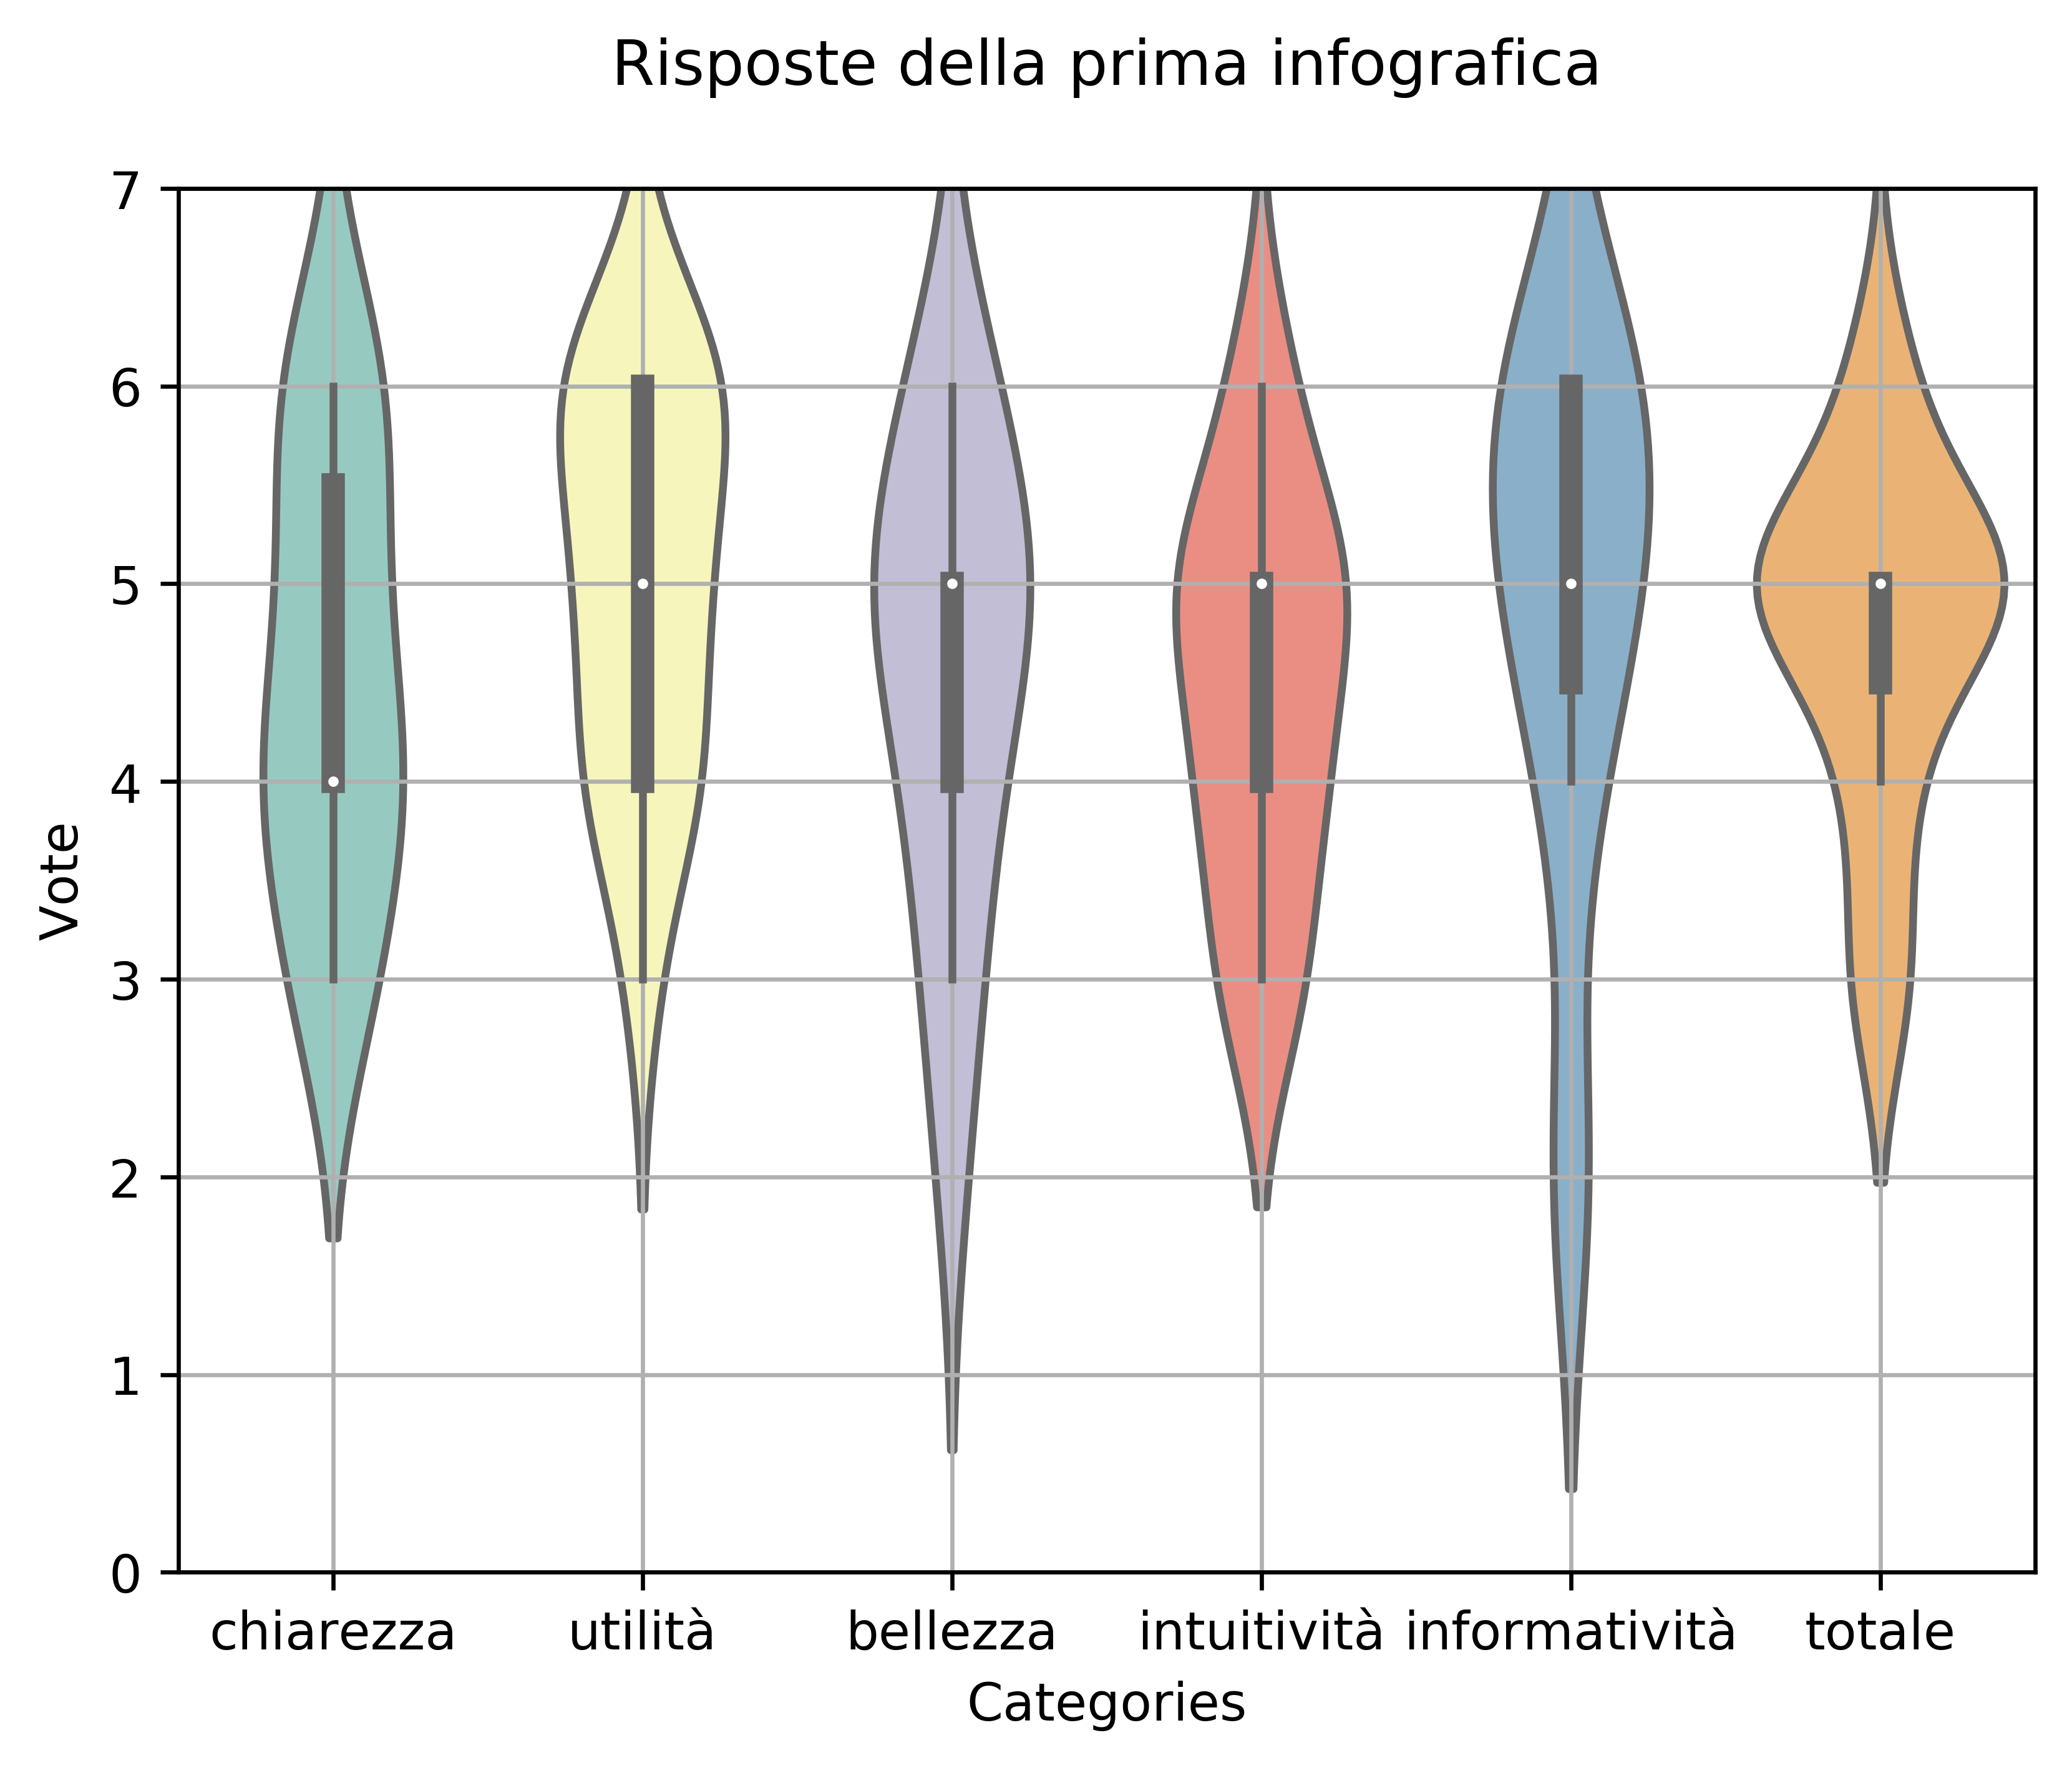 Risposte della prima infografica
7
6
5
4
3
2
1
0
Vote
chiarezza utilità bellezza intuitività informatività totale
Categories